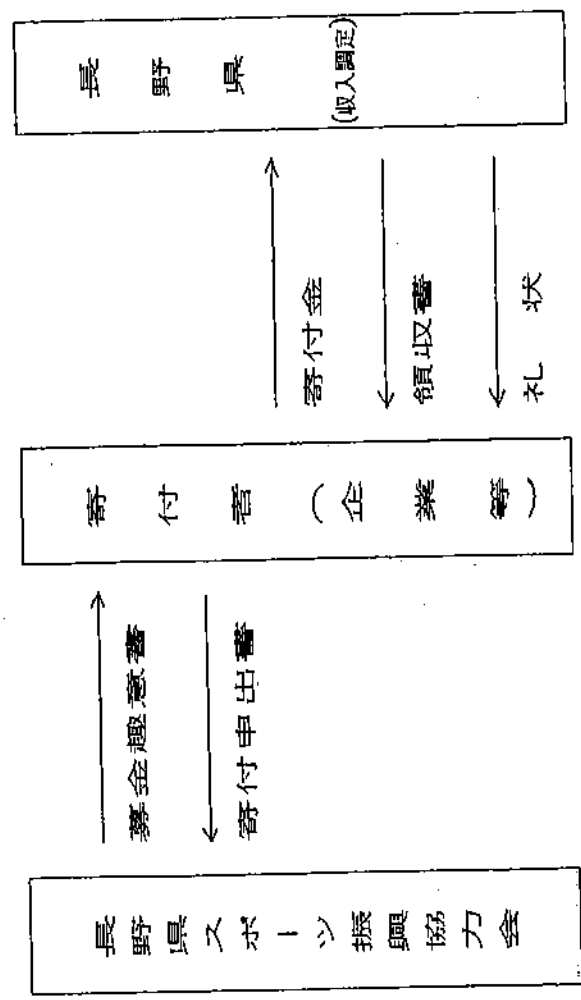 長野県スポーツ振興協力会
募金趣意書
寄付申出書
寄付者（企業等）
寄付金
領収書
礼状
長野県
(収入調定)